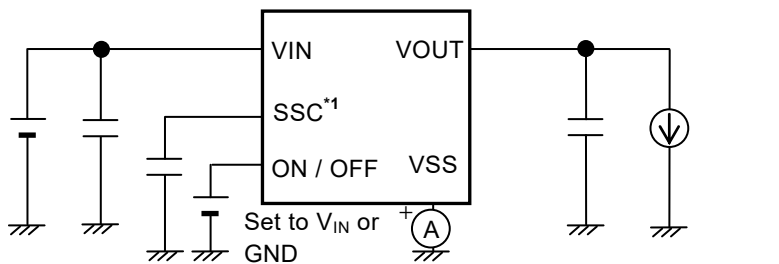 VIN
VOUT
SSC*1
ON / OFF
VSS
Set to VIN or
GND
+
A